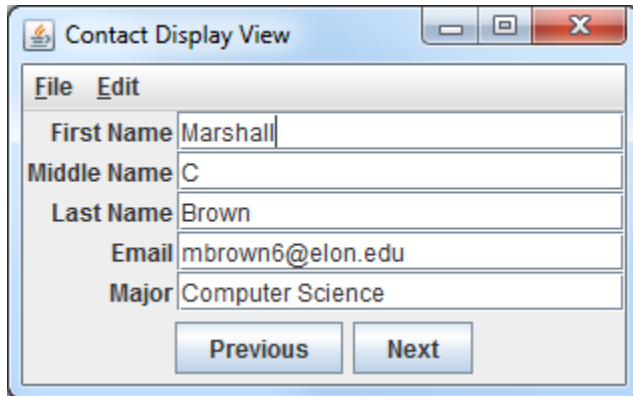 Contact Display View
File Edit
First Name Marshall
Middle Name C
Last Name Brown
Email mbrown6@elon.edu
Major Computer Science
Previous Next